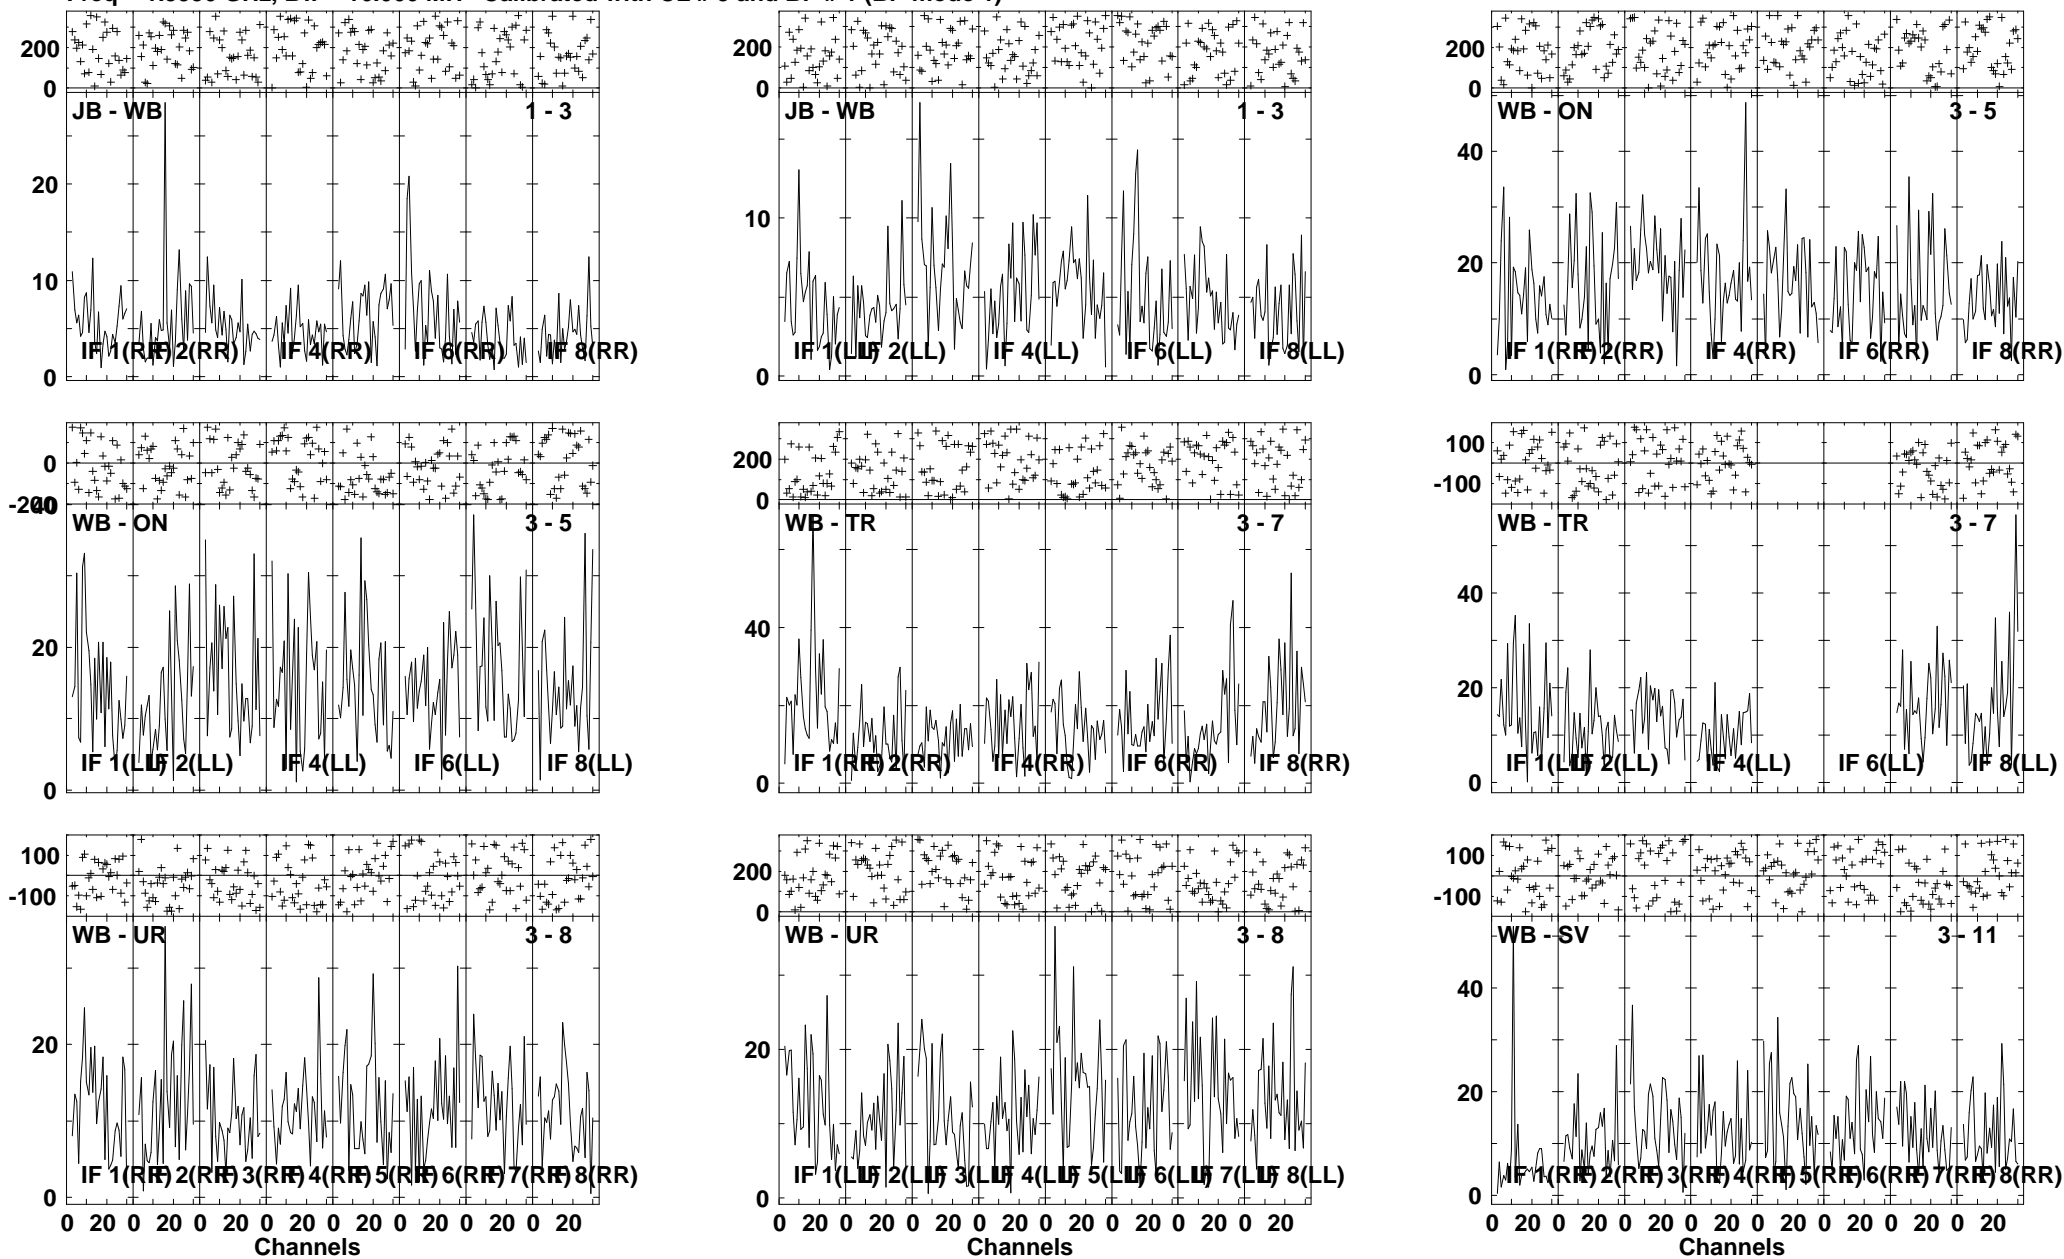 200
0
JB - WB 1 - 3
20
10
0
IF 1(RR) IF 2(RR) IF 4(RR) IF 6(RR) IF 8(RR)
200
0
JB - WB 1 - 3
10
0
IF 1(LL) IF 2(LL) IF 4(LL) IF 6(LL) IF 8(LL)
200
0
WB - ON 3 - 5
40
20
0
IF 1(RR) IF 2(RR) IF 4(RR) IF 6(RR) IF 8(RR)
0
-200
40
WB - ON 3 - 5
20
0
IF 1(LL) IF 2(LL) IF 4(LL) IF 6(LL) IF 8(LL)
200
0
WB - TR 3 - 7
40
0
IF 1(RR) IF 2(RR) IF 4(RR) IF 6(RR) IF 8(RR)
100
-100
WB - TR 3 - 7
40
20
0
IF 1(LL) IF 2(LL) IF 4(LL) IF 6(LL) IF 8(LL)
100
-100
WB - UR 3 - 8
20
0
IF 1(RR) IF 2(RR) IF 3(RR) IF 4(RR) IF 5(RR) IF 6(RR) IF 7(RR) IF 8(RR)
0 20 0 20 0 20 0 20 0 20 0 20 0 20 0 20
Channels
200
0
WB - UR 3 - 8
20
0
IF 1(LL) IF 2(LL) IF 3(LL) IF 4(LL) IF 5(LL) IF 6(LL) IF 7(LL) IF 8(LL)
0 20 0 20 0 20 0 20 0 20 0 20 0 20 0 20
Channels
100
-100
WB - SV 3 - 11
40
20
0
IF 1(RR) IF 2(RR) IF 3(RR) IF 4(RR) IF 5(RR) IF 6(RR) IF 7(RR) IF 8(RR)
0 20 0 20 0 20 0 20 0 20 0 20 0 20 0 20
Channels